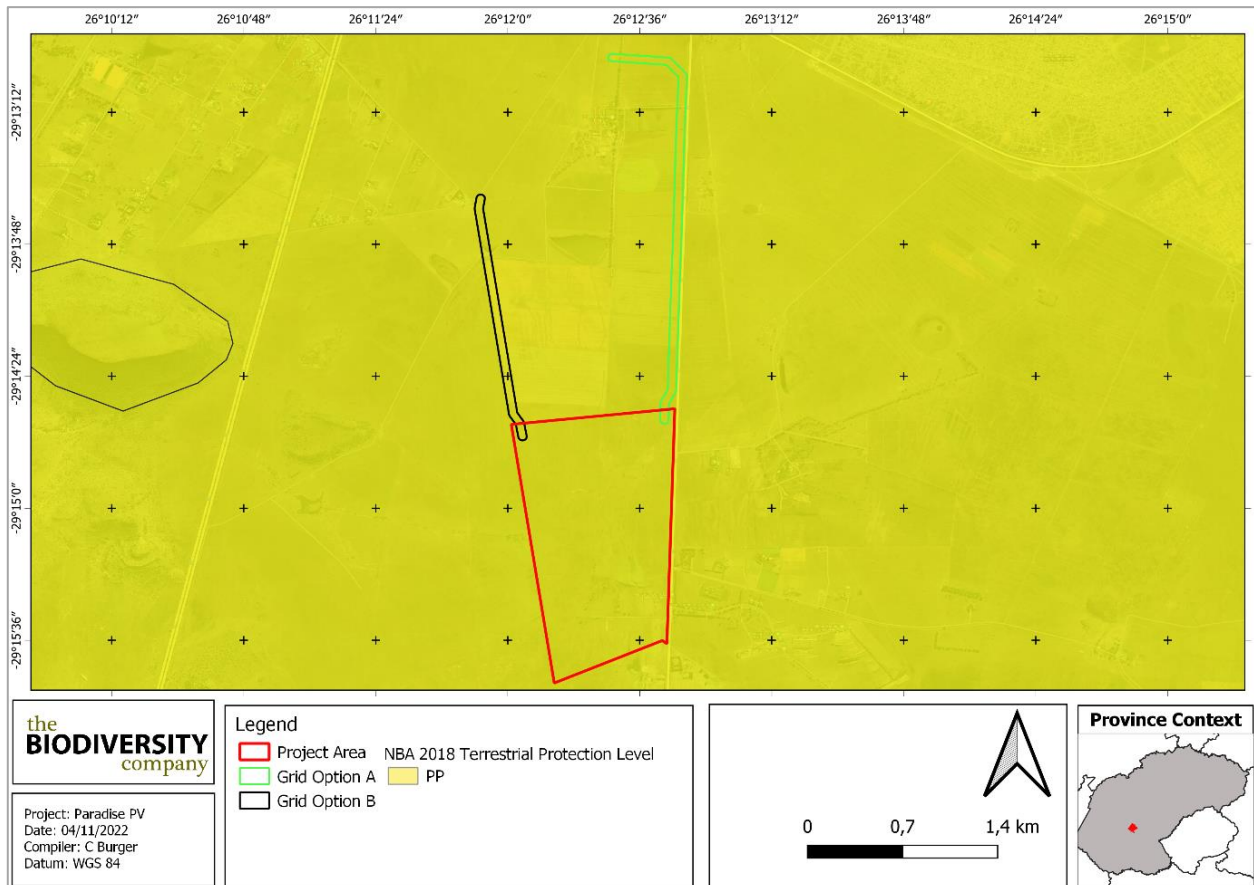 26°10′12″ 26°10′48″ 26°11′24″ 26°12′0″ 26°12′36″ 26°13′12″ 26°13′48″ 26°14′24″ 26°15′0″
-29°13′12″
-29°13′48″
-29°14′24″
-29°15′0″
-29°15′36″
the
BIODIVERSITY
company
Project: Paradise PV
Date: 04/11/2022
Compiler: C Burger
Datum: WGS 84
Legend
Project Area NBA 2018 Terrestrial Protection Level
Grid Option A PP
Grid Option B
0 0,7 1,4 km
Province Context